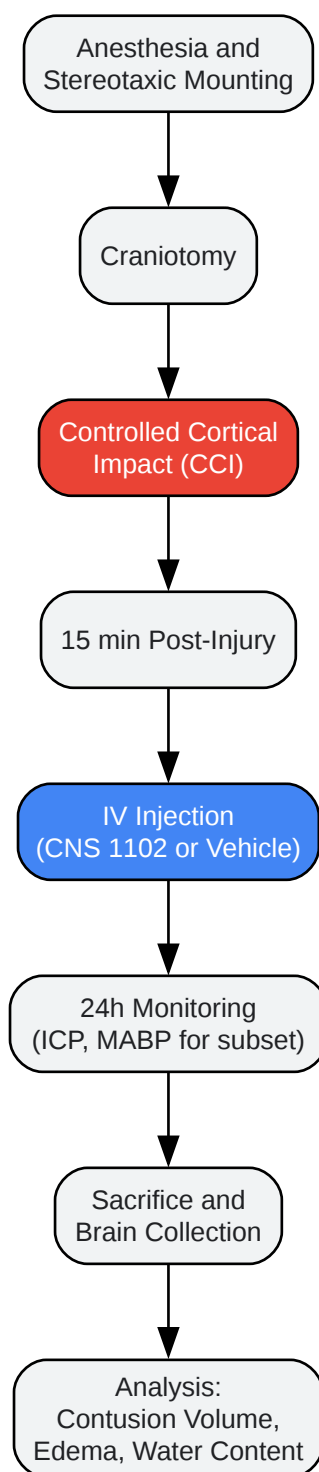 Anesthesia and
Stereotaxic Mounting
Craniotomy
Controlled Cortical
Impact (CCI)
15 min Post-Injury
IV Injection
(CNS 1102 or Vehicle)
24h Monitoring
(ICP, MABP for subset)
Sacrifice and
Brain Collection
Analysis:
Contusion Volume,
Edema, Water Content